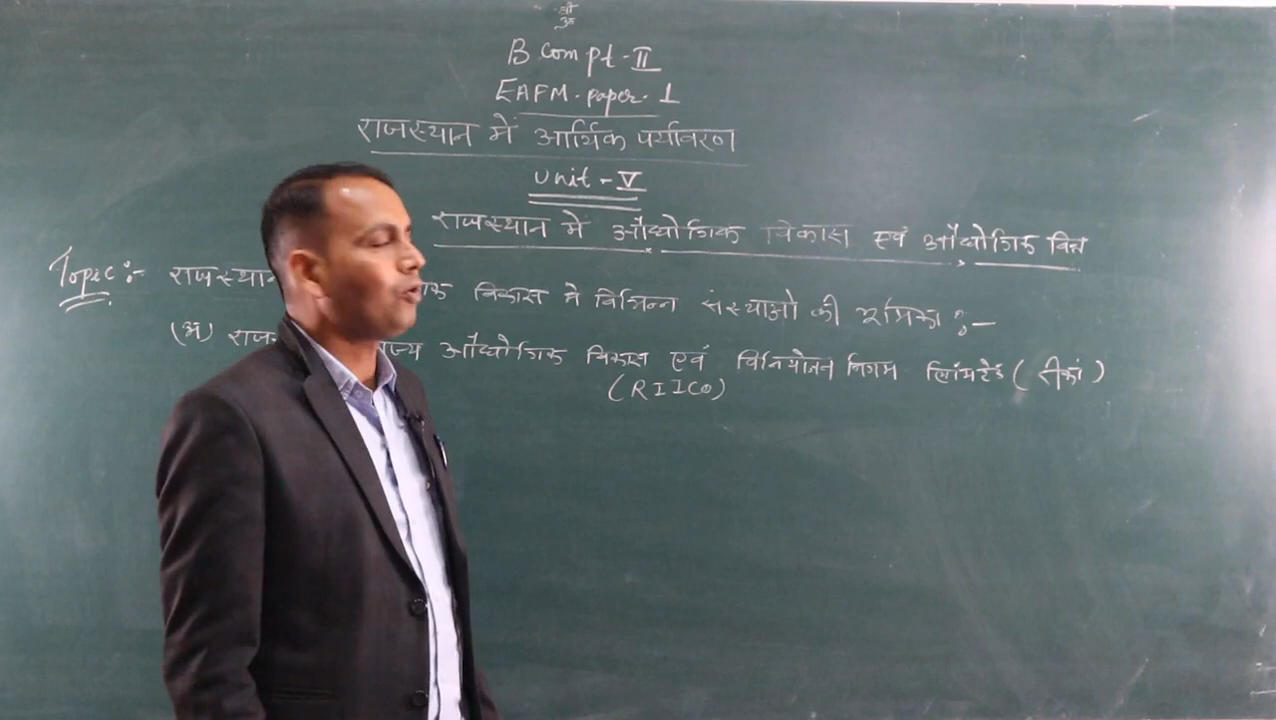 श्री
B Com pt-II
EAFM. paper. 1
राजस्थान में आर्थिक पर्यावरण
Unit - V
राजस्थान में औद्योगिक विकास एवं औद्योगिक वित्त
Topic :- राजस्थान विकास मे विभिन्न संस्थाओ की भूमिका :-
(अ) औद्योगिक विकास एवं विनियोजन निगम लिमिटेड (रीको)
(RIICO)